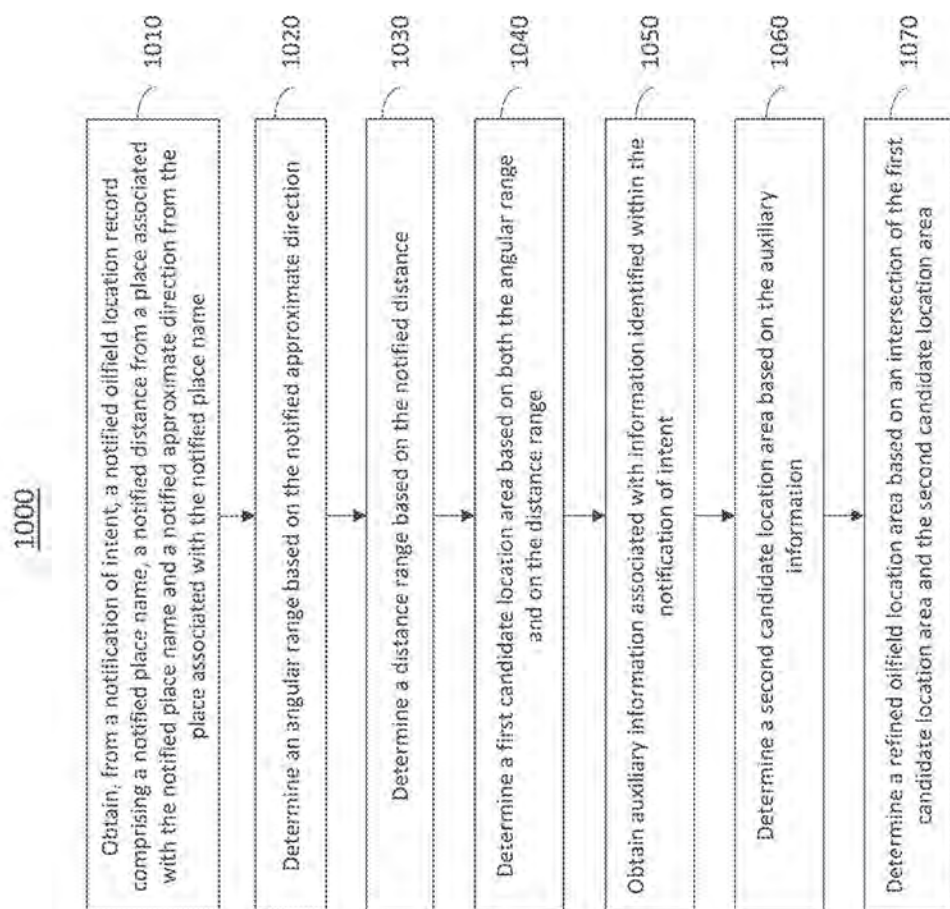 1000
Obtain, from a notification of intent, a notified oilfield location record
comprising a notified place name, a notified distance from a place associated
with the notified place name and a notified approximate direction from the
place associated with the notified place name
1010
Determine an angular range based on the notified approximate direction
1020
Determine a distance range based on the notified distance
1030
Determine a first candidate location area based on both the angular range
and on the distance range
1040
Obtain auxiliary information associated with information identified within the
notification of intent
1050
Determine a second candidate location area based on the auxiliary
information
1060
Determine a refined oilfield location area based on an intersection of the first
candidate location area and the second candidate location area
1070